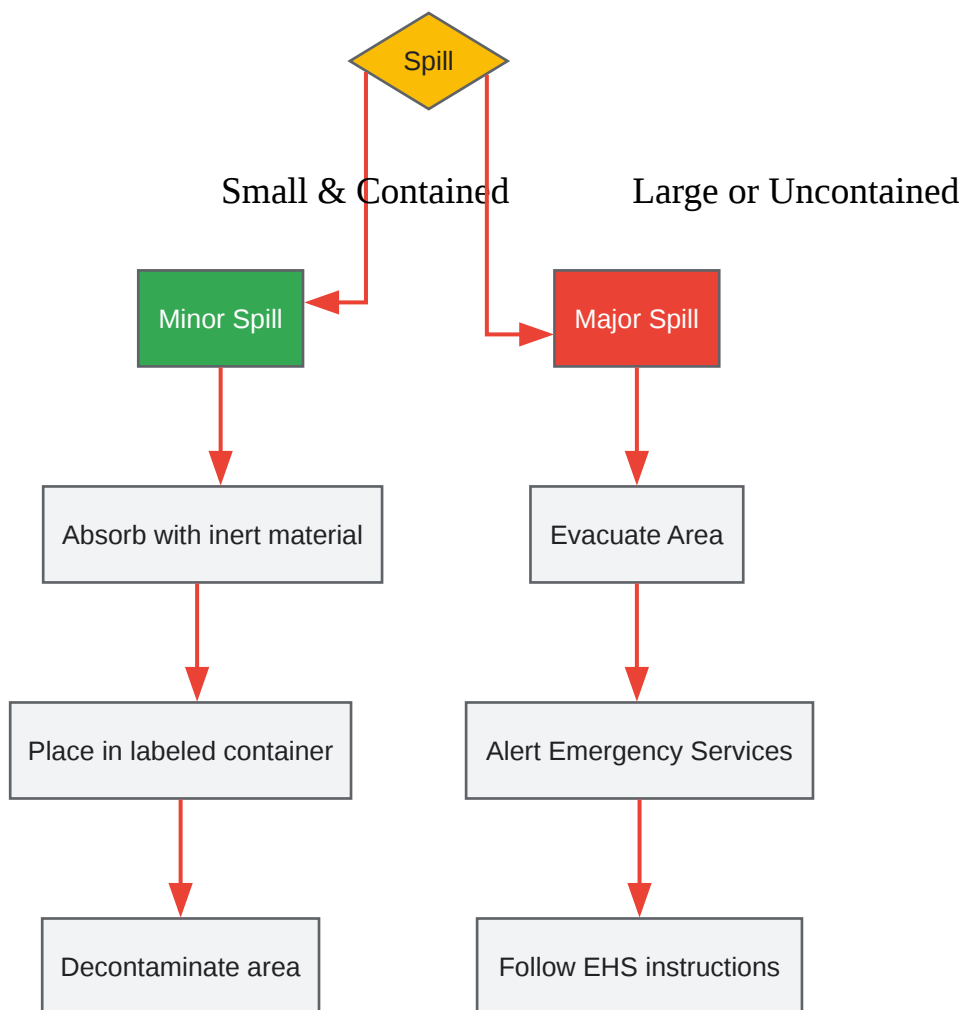 Spill
Small & Contained
Large or Uncontained
Minor Spill
Major Spill
Absorb with inert material
Evacuate Area
Place in labeled container
Alert Emergency Services
Decontaminate area
Follow EHS instructions